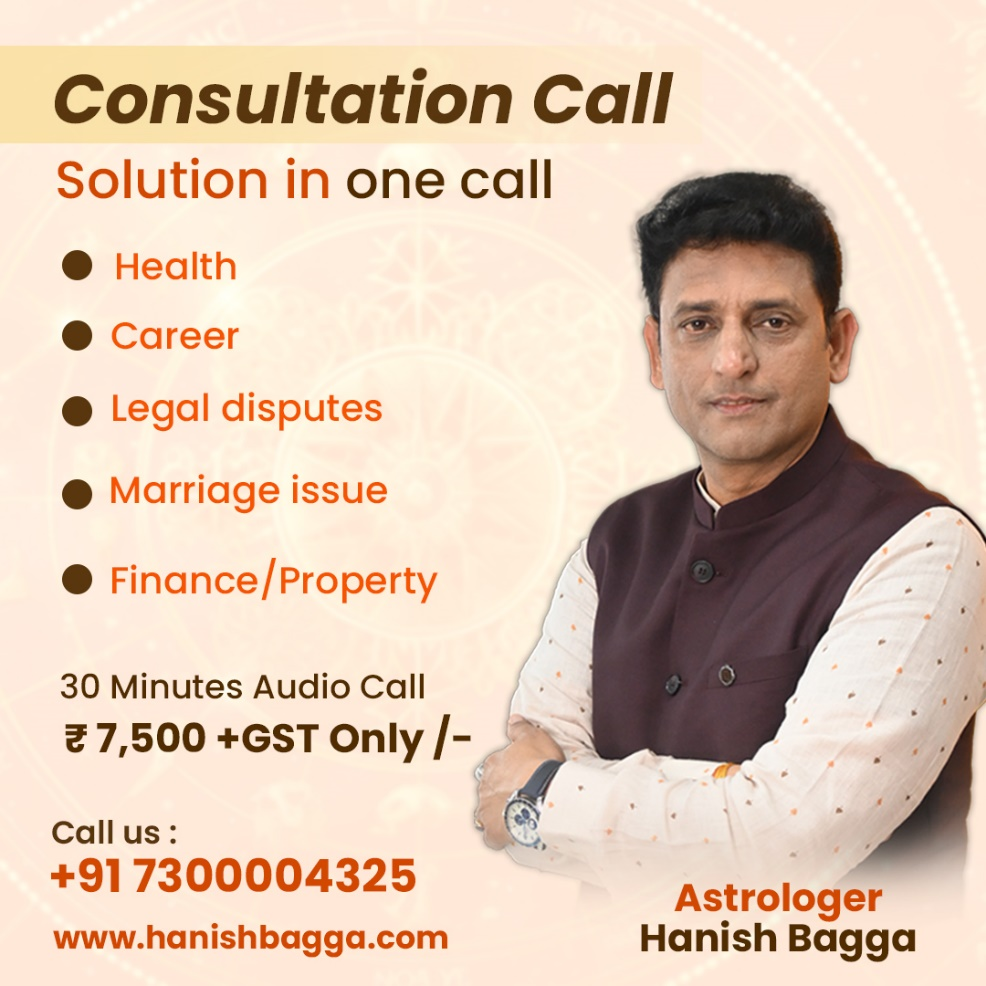 Consultation Call
Solution in one call
Health
Career
Legal disputes
Marriage issue
Finance/Property
30 Minutes Audio Call
₹ 7,500 +GST Only /-
Call us :
+91 7300004325
www.hanishbagga.com
Astrologer
Hanish Bagga